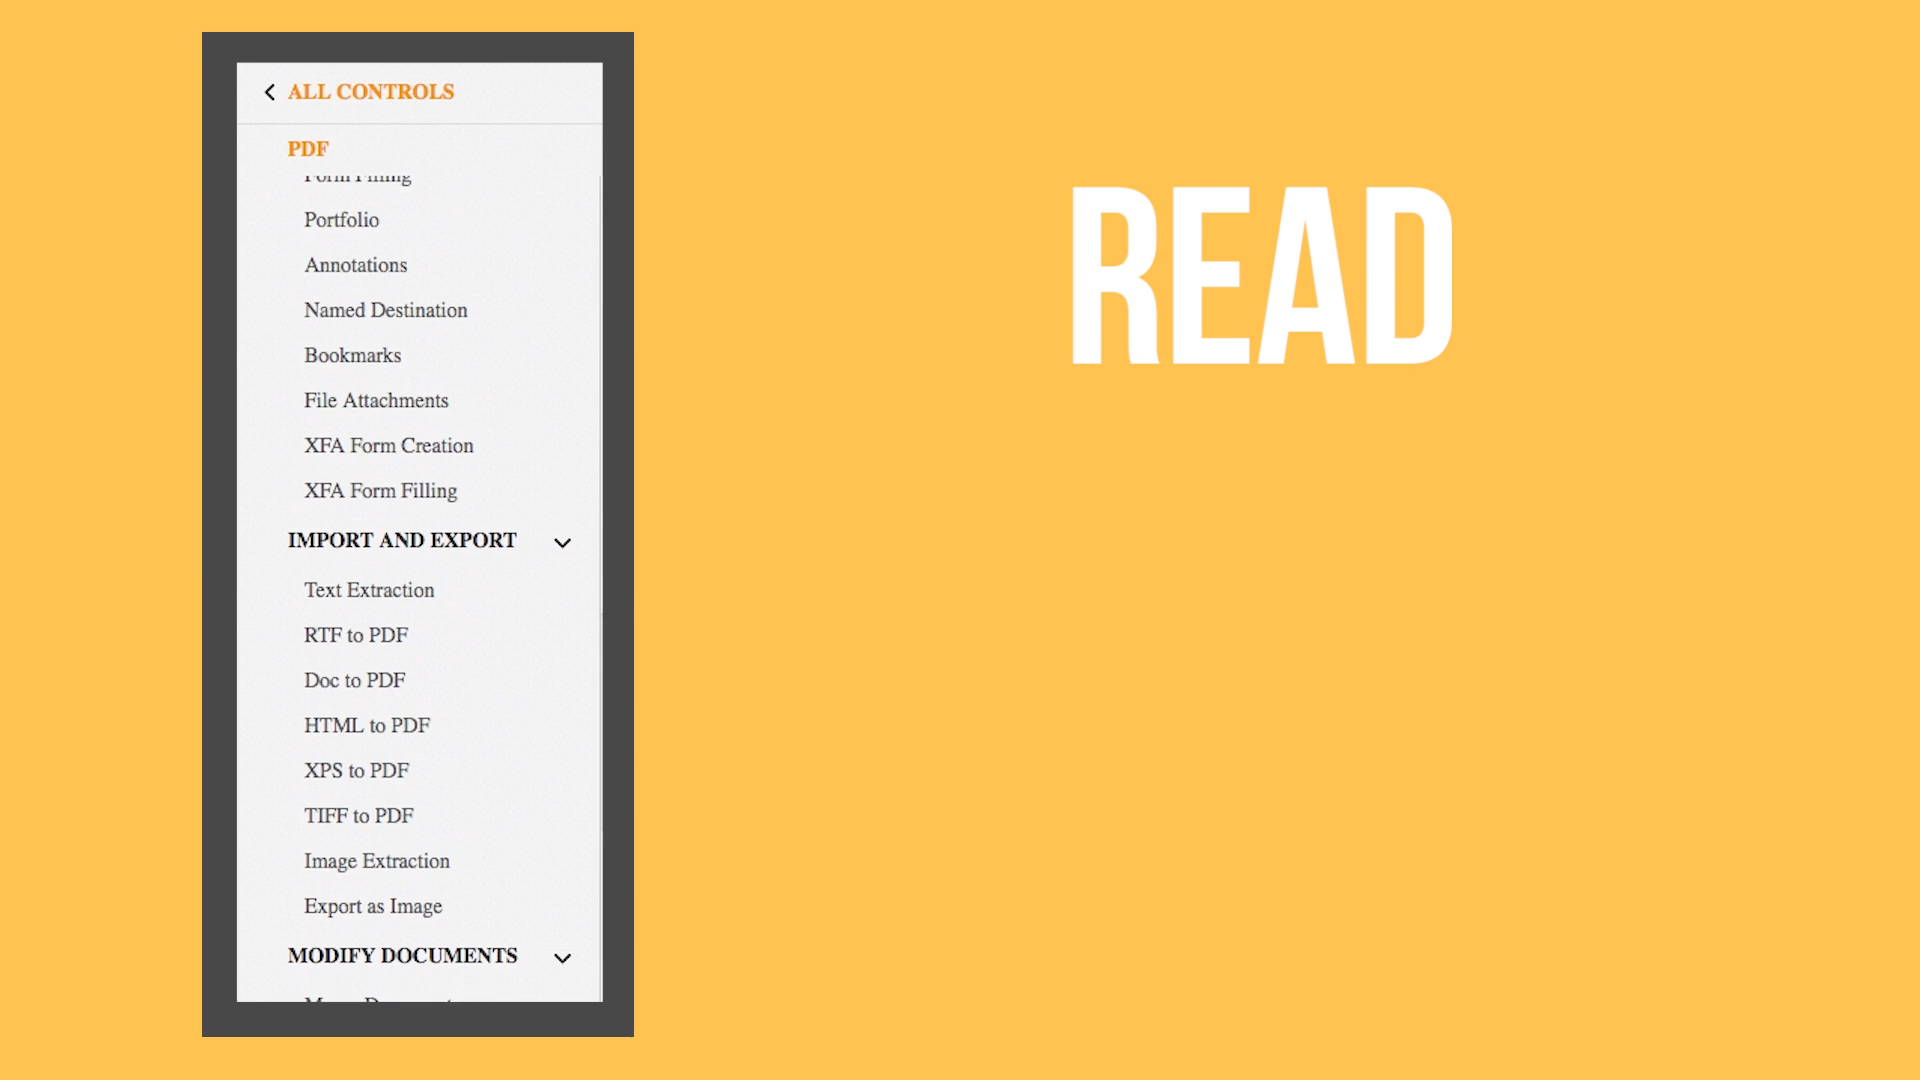 ALL CONTROLS
PDF
Form Filling
Portfolio
Annotations
Named Destination
Bookmarks
File Attachments
XFA Form Creation
XFA Form Filling
IMPORT AND EXPORT
Text Extraction
RTF to PDF
Doc to PDF
HTML to PDF
XPS to PDF
TIFF to PDF
Image Extraction
Export as Image
MODIFY DOCUMENTS
READ